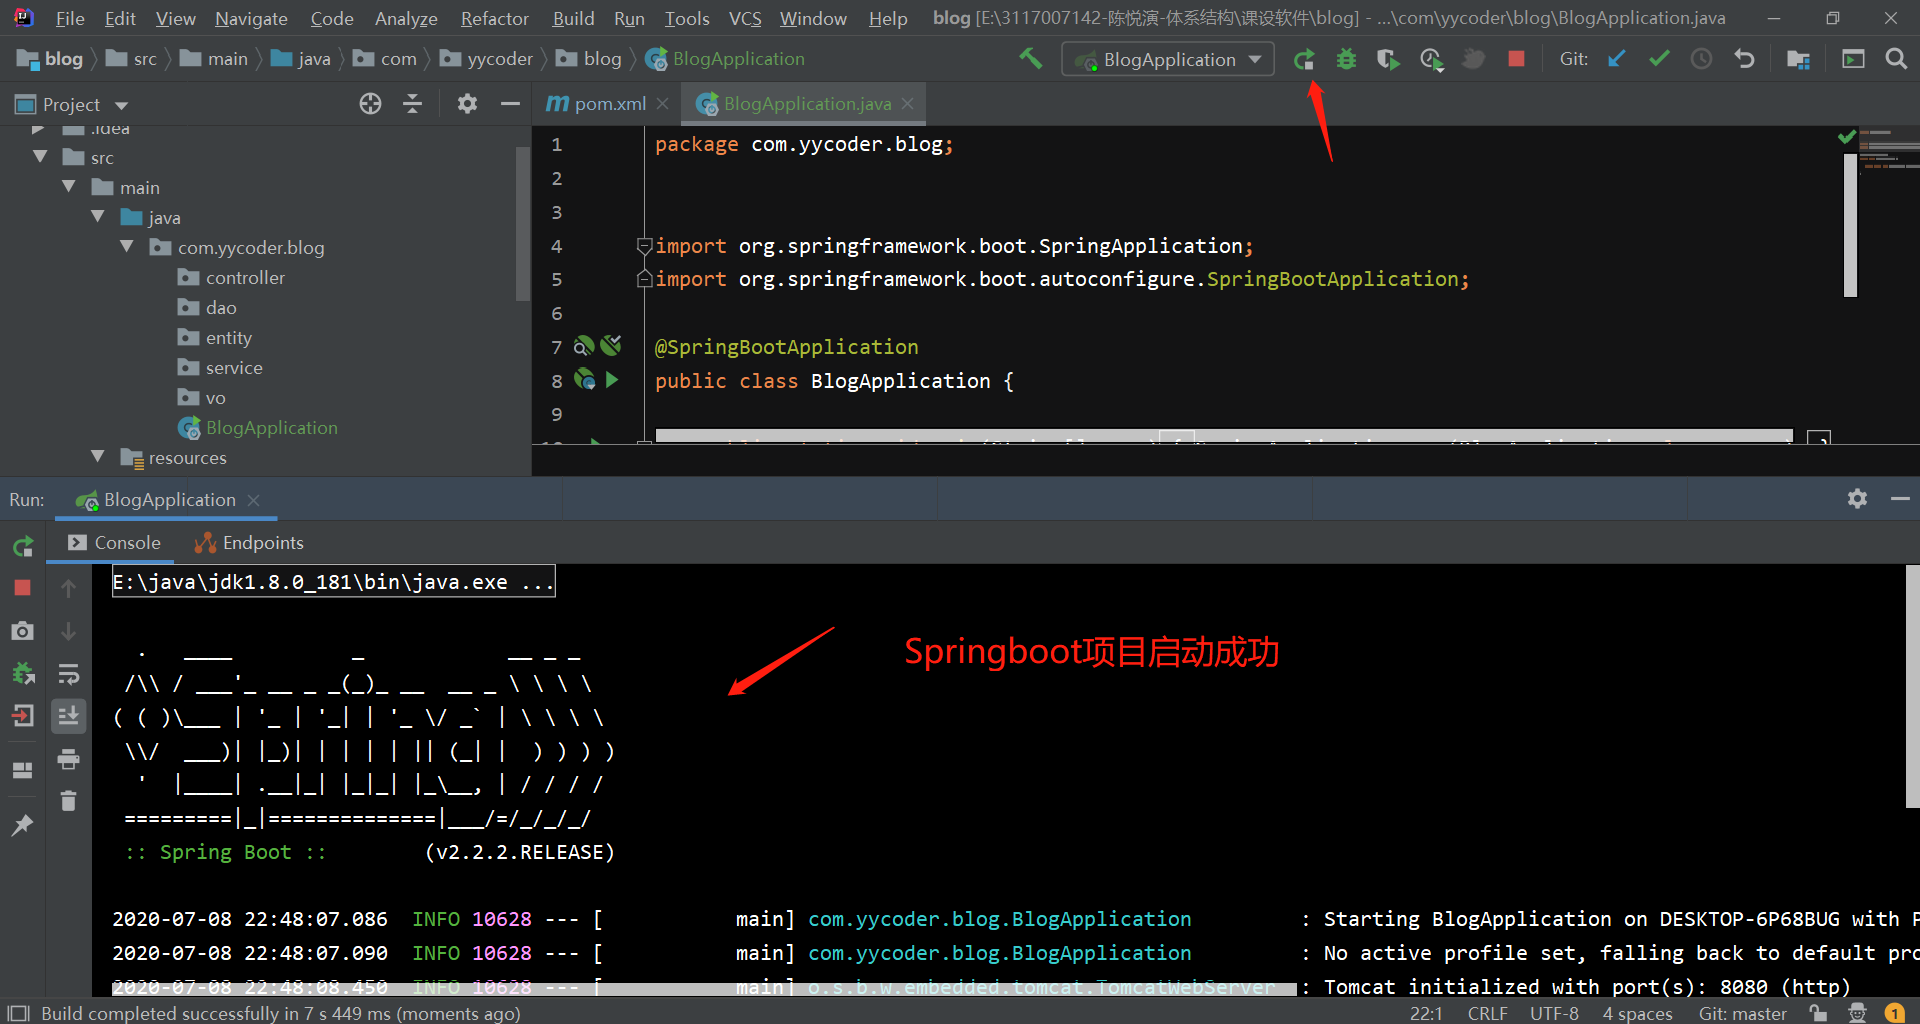 File Edit View Navigate Code Analyze Refactor Build Run Tools VCS Window Help blog [E:\3117007142-陈悦演-体系结构\课设软件\blog] - ...\com\yycoder\blog\BlogApplication.java
blog src main java com yycoder blog BlogApplication BlogApplication Git:
Project pom.xml BlogApplication.java
.idea
src
main
java
com.yycoder.blog
controller
dao
entity
service
vo
BlogApplication
resources
1 package com.yycoder.blog;
2
3
4 import org.springframework.boot.SpringApplication;
5 import org.springframework.boot.autoconfigure.SpringBootApplication;
6
7 @SpringBootApplication
8 public class BlogApplication {
9
Run: BlogApplication
Console Endpoints
E:\java\jdk1.8.0_181\bin\java.exe ...
Springboot项目启动成功
  .   ____          _            __ _ _
 /\\ / ___'_ __ _ _(_)_ __  __ _ \ \ \ \
( ( )\___ | '_ | '_| | '_ \/ _` | \ \ \ \
 \\/  ___)| |_)| | | | | || (_| |  ) ) ) )
  '  |____| .__|_| |_|_| |_\__, | / / / /
 =========|_|==============|___/=/_/_/_/
 :: Spring Boot ::        (v2.2.2.RELEASE)
2020-07-08 22:48:07.086  INFO 10628 --- [           main] com.yycoder.blog.BlogApplication         : Starting BlogApplication on DESKTOP-6P68BUG with P
2020-07-08 22:48:07.090  INFO 10628 --- [           main] com.yycoder.blog.BlogApplication         : No active profile set, falling back to default pro
2020-07-08 22:48:08.450  INFO 10628 --- [           main] o.s.b.w.embedded.tomcat.TomcatWebServer  : Tomcat initialized with port(s): 8080 (http)
Build completed successfully in 7 s 449 ms (moments ago) 22:1 CRLF UTF-8 4 spaces Git: master 1